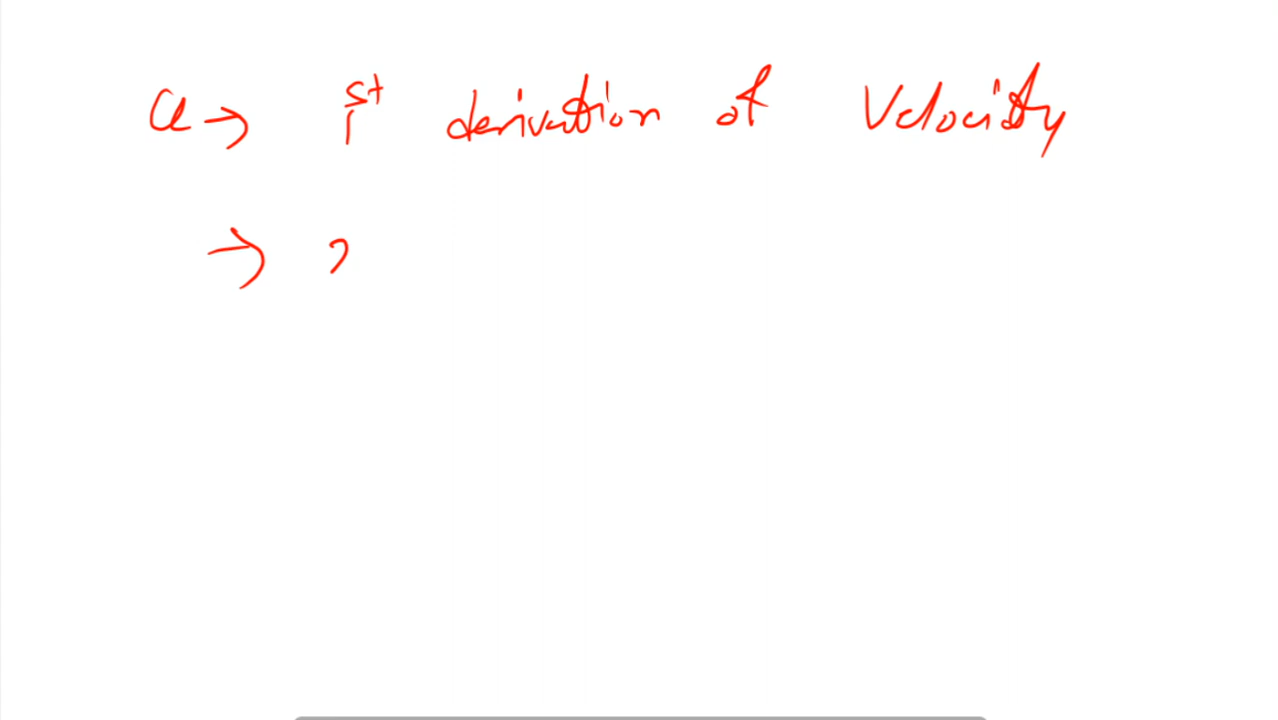 a → 1st derivation of Velocity
→